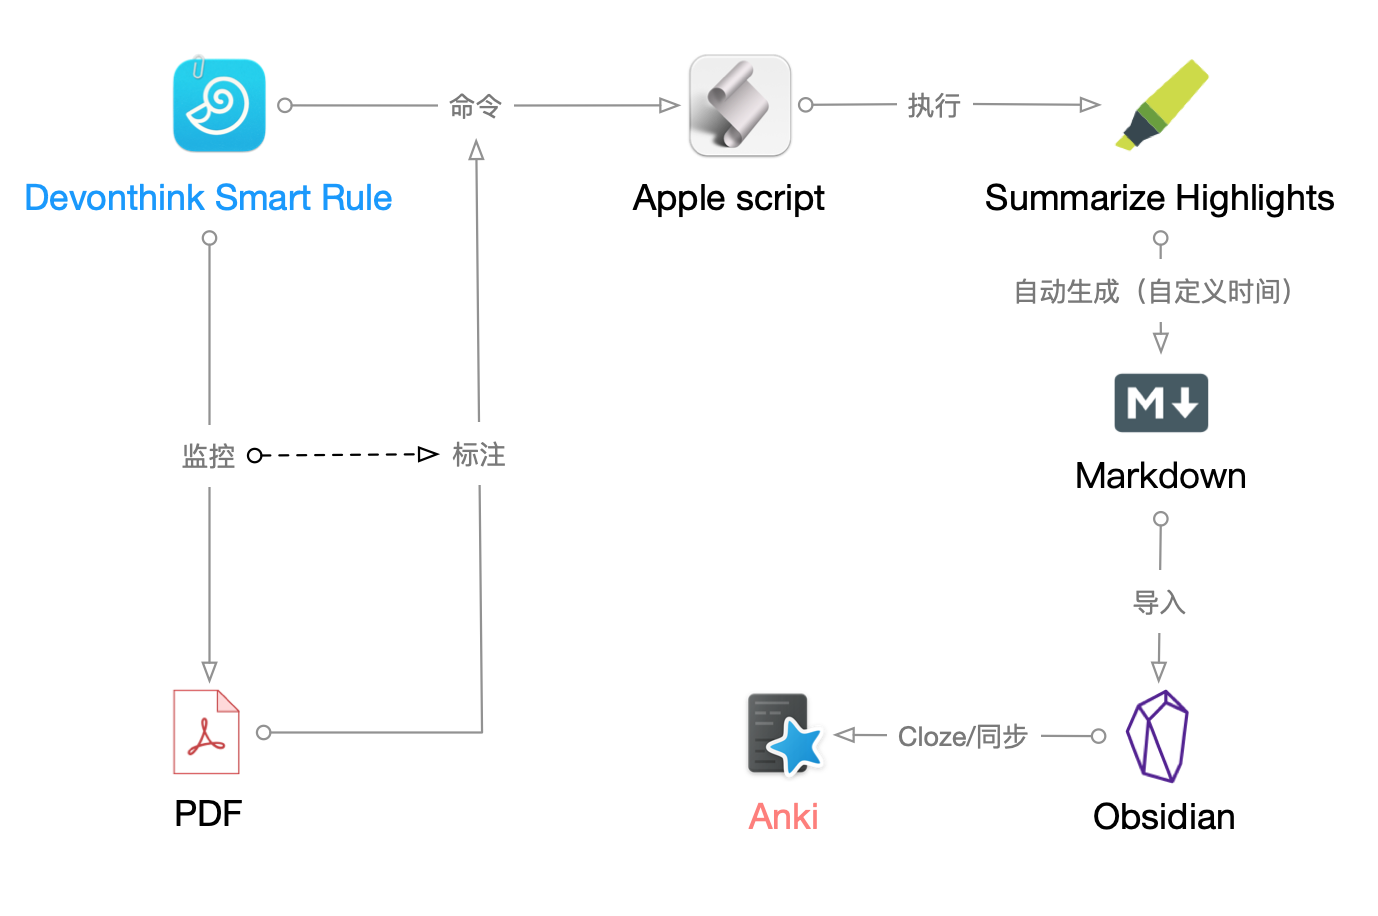 命令
执行
Devonthink Smart Rule
Apple script
Summarize Highlights
自动生成（自定义时间）
M
Markdown
监控
标注
导入
Cloze/同步
PDF
Anki
Obsidian